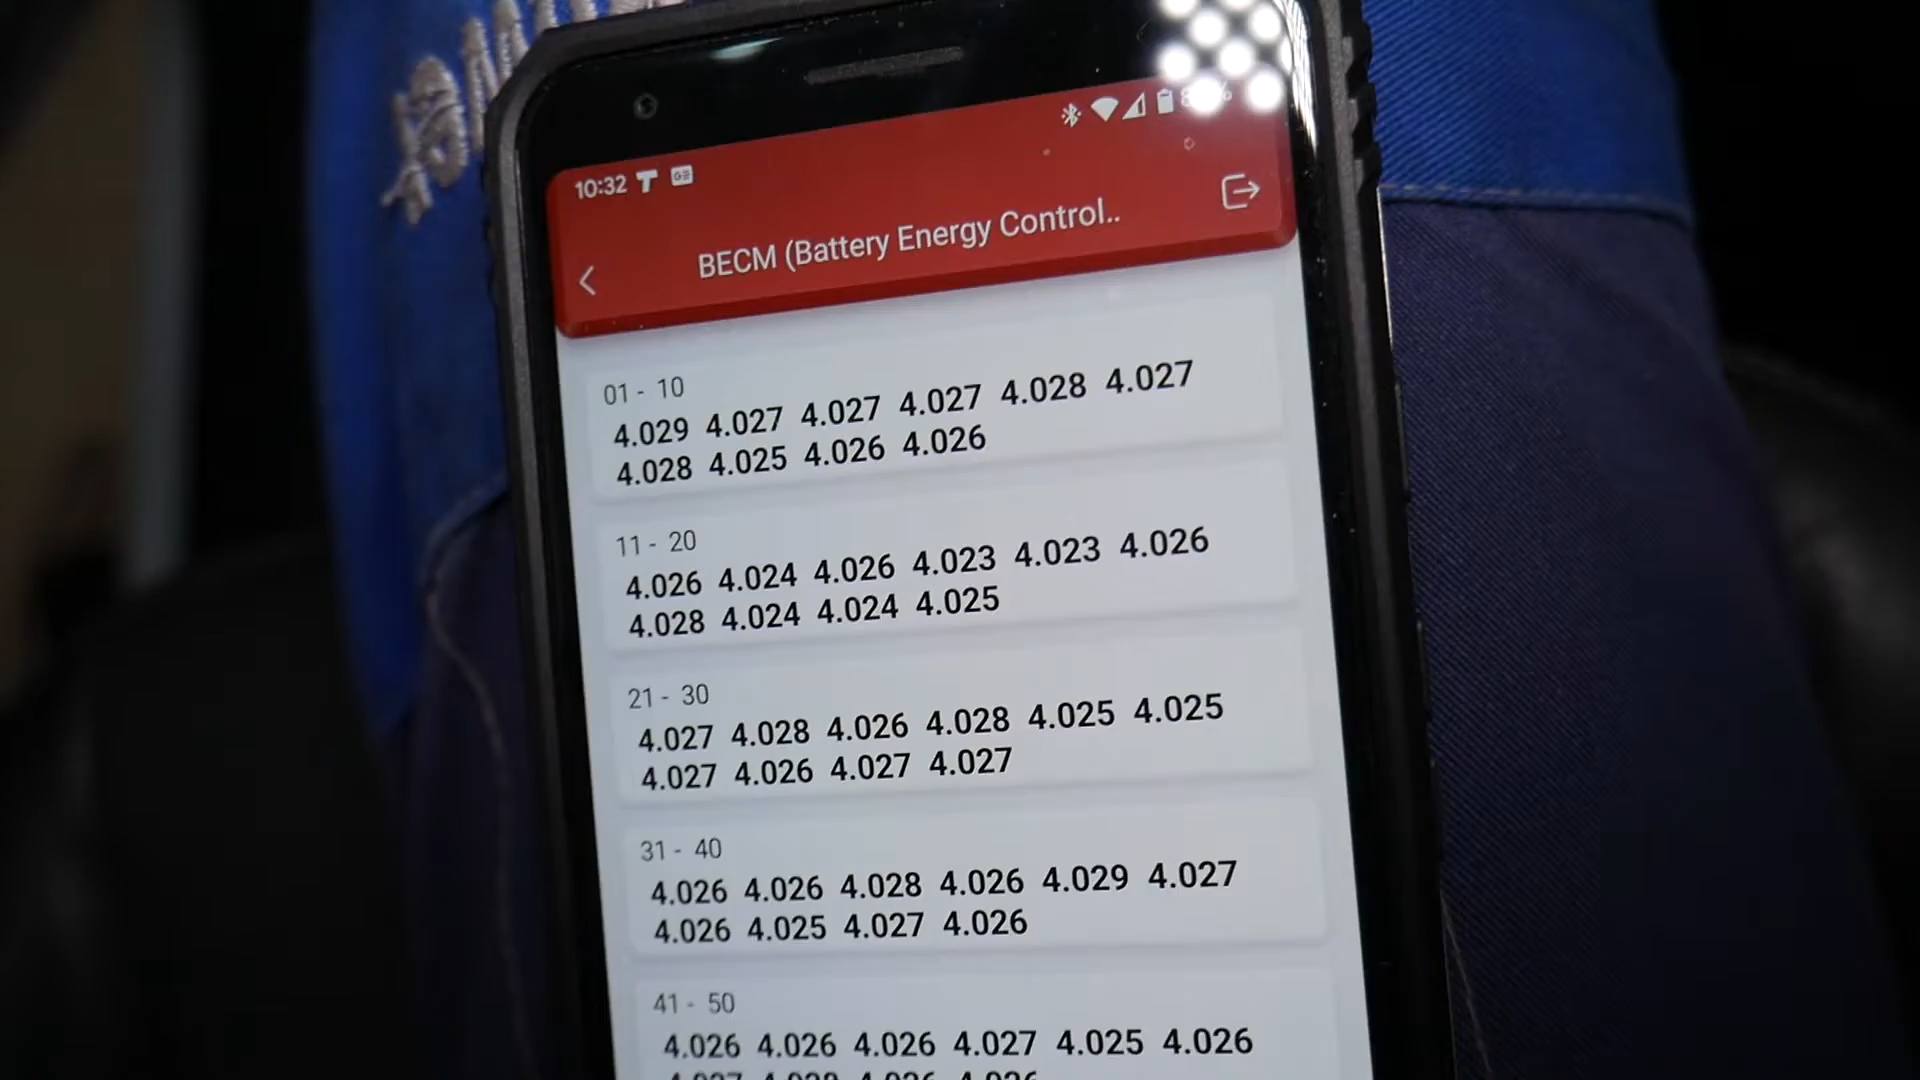 10:32
BECM (Battery Energy Control..
01 - 10
4.029 4.027 4.027 4.027 4.028 4.027
4.028 4.025 4.026 4.026
11 - 20
4.026 4.024 4.026 4.023 4.023 4.026
4.028 4.024 4.024 4.025
21 - 30
4.027 4.028 4.026 4.028 4.025 4.025
4.027 4.026 4.027 4.027
31 - 40
4.026 4.026 4.028 4.026 4.029 4.027
4.026 4.025 4.027 4.026
41 - 50
4.026 4.026 4.026 4.027 4.025 4.026